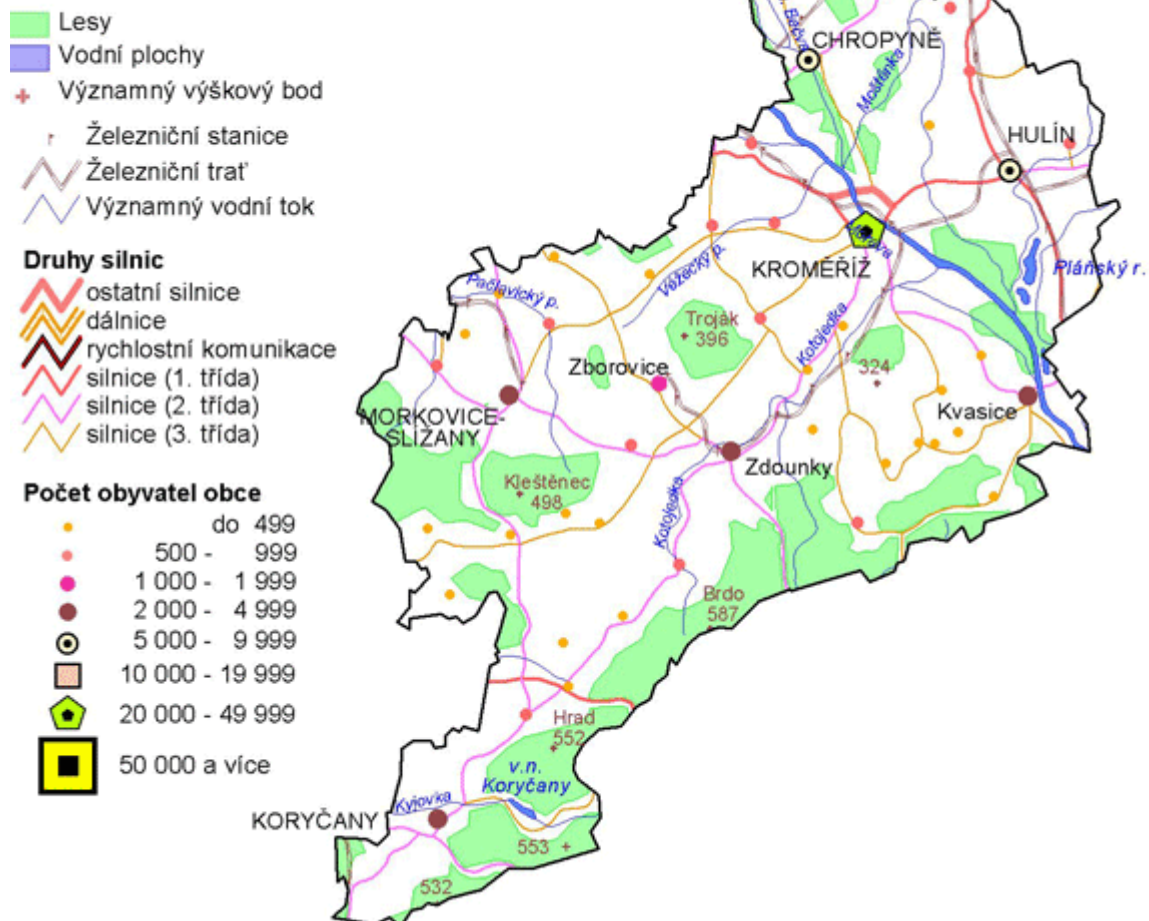 Lesy
Vodní plochy
Významný výškový bod
Železniční stanice
Železniční trať
Významný vodní tok
Druhy silnic
ostatní silnice
dálnice
rychlostní komunikace
silnice (1. třída)
silnice (2. třída)
silnice (3. třída)
Počet obyvatel obce
do 499
500 - 999
1 000 - 1 999
2 000 - 4 999
5 000 - 9 999
10 000 - 19 999
20 000 - 49 999
50 000 a více
Bečva
CHROPYNĚ
Moštěnka
HULÍN
KROMĚŘÍŽ
Pláňský r.
Věžecký p.
Pačlavický p.
Troják
396
Kotojedka
Zborovice
324
MORKOVICE-
SLÍŽANY
Kvasice
Zdounky
Kleštěnec
498
Kotojedka
Brdo
587
Hrad
552
v.n.
Koryčany
Kyjovka
KORYČANY
553
532